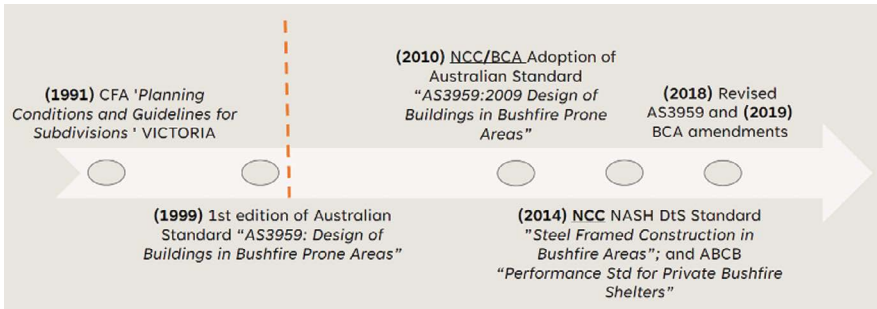 (1991) CFA 'Planning
Conditions and Guidelines for
Subdivisions ' VICTORIA
(1999) 1st edition of Australian
Standard “AS3959: Design of
Buildings in Bushfire Prone Areas”
(2010) NCC/BCA Adoption of
Australian Standard
“AS3959:2009 Design of
Buildings in Bushfire Prone
Areas”
(2014) NCC NASH DtS Standard
”Steel Framed Construction in
Bushfire Areas”; and ABCB
“Performance Std for Private Bushfire
Shelters”
(2018) Revised
AS3959 and (2019)
BCA amendments